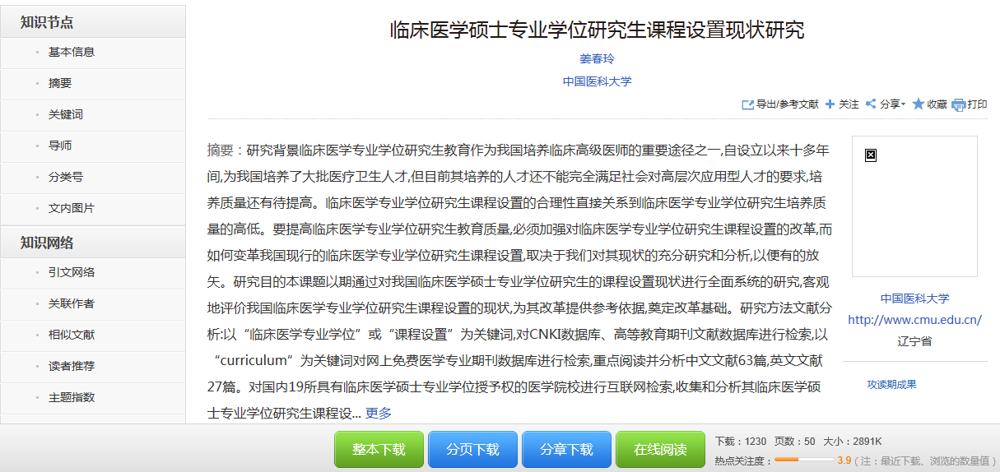 知识节点
基本信息
摘要
关键词
导师
分类号
文内图片
知识网络
引文网络
关联作者
相似文献
读者推荐
主题指数
临床医学硕士专业学位研究生课程设置现状研究
姜春玲
中国医科大学
导出/参考文献 关注 分享 收藏 打印
摘要：研究背景临床医学专业学位研究生教育作为我国培养临床高级医师的重要途径之一,自设立以来十多年
间,为我国培养了大批医疗卫生人才,但目前其培养的人才还不能完全满足社会对高层次应用型人才的要求,培
养质量还有待提高。临床医学专业学位研究生课程设置的合理性直接关系到临床医学专业学位研究生培养质
量的高低。要提高临床医学专业学位研究生教育质量,必须加强对临床医学专业学位研究生课程设置的改革,而
如何变革我国现行的临床医学专业学位研究生课程设置,取决于我们对其现状的充分研究和分析,以便有的放
矢。研究目的本课题以期通过对我国临床医学硕士专业学位研究生的课程设置现状进行全面系统的研究,客观
地评价我国临床医学硕士专业学位研究生课程设置的现状,为其改革提供参考依据,奠定改革基础。研究方法文献分
析:以“临床医学专业学位”或“课程设置”为关键词,对CNKI数据库、高等教育期刊文献数据库进行检索,以
“curriculum”为关键词对网上免费医学专业期刊数据库进行检索,重点阅读并分析中文文献63篇,英文文献
27篇。对国内19所具有临床医学硕士专业学位授予权的医学院校进行互联网检索,收集和分析其临床医学硕
士专业学位研究生课程设... 更多
中国医科大学
http://www.cmu.edu.cn/
辽宁省
攻读期成果
整本下载 分页下载 分章下载 在线阅读
下载：1230 页数：50 大小：2891K
热点关注度： 3.9 (注：最近下载、浏览的数量值)